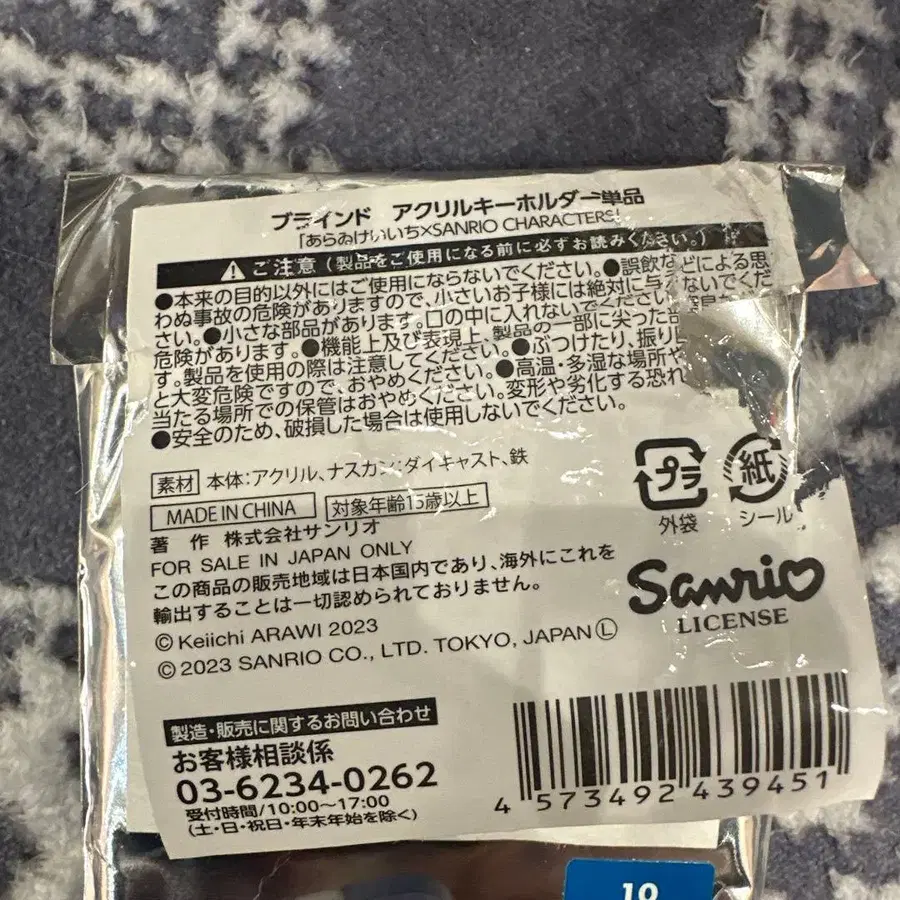 ブラインド アクリルキーホルダー単品
「あらゐけいいち×SANRIO CHARACTERS」
ご注意(製品をご使用になる前に必ずお読みください。)
●本来の目的以外にはご使用にならないでください。●誤飲などによる思
わぬ事故の危険がありますので、小さいお子様には絶対に与えないでくだ
さい。●小さな部品があります。口の中に入れないでください
危険があります。●機能上及び表現上、製品の一部に尖った部
す。製品を使用の際は注意してください。●ぶつけたり、振り
と大変危険ですので、おやめください。●高温・多湿な場所や
当たる場所での保管はおやめください。変形や劣化する恐れ
●安全のため、破損した場合は使用しないでください。
素材 本体:アクリル、ナスカン:ダイキャスト、鉄
MADE IN CHINA 対象年齢15歳以上
プラ 外袋
紙 シール
著 作 株式会社サンリオ
FOR SALE IN JAPAN ONLY
この商品の販売地域は日本国内であり、海外にこれを
輸出することは一切認められておりません。
© Keiichi ARAWI 2023
© 2023 SANRIO CO., LTD. TOKYO, JAPAN Ⓛ
Sanrio
LICENSE
製造・販売に関するお問い合わせ
お客様相談係
03-6234-0262
受付時間/10:00~17:00
(土・日・祝日・年末年始を除く)
4 573492 439451